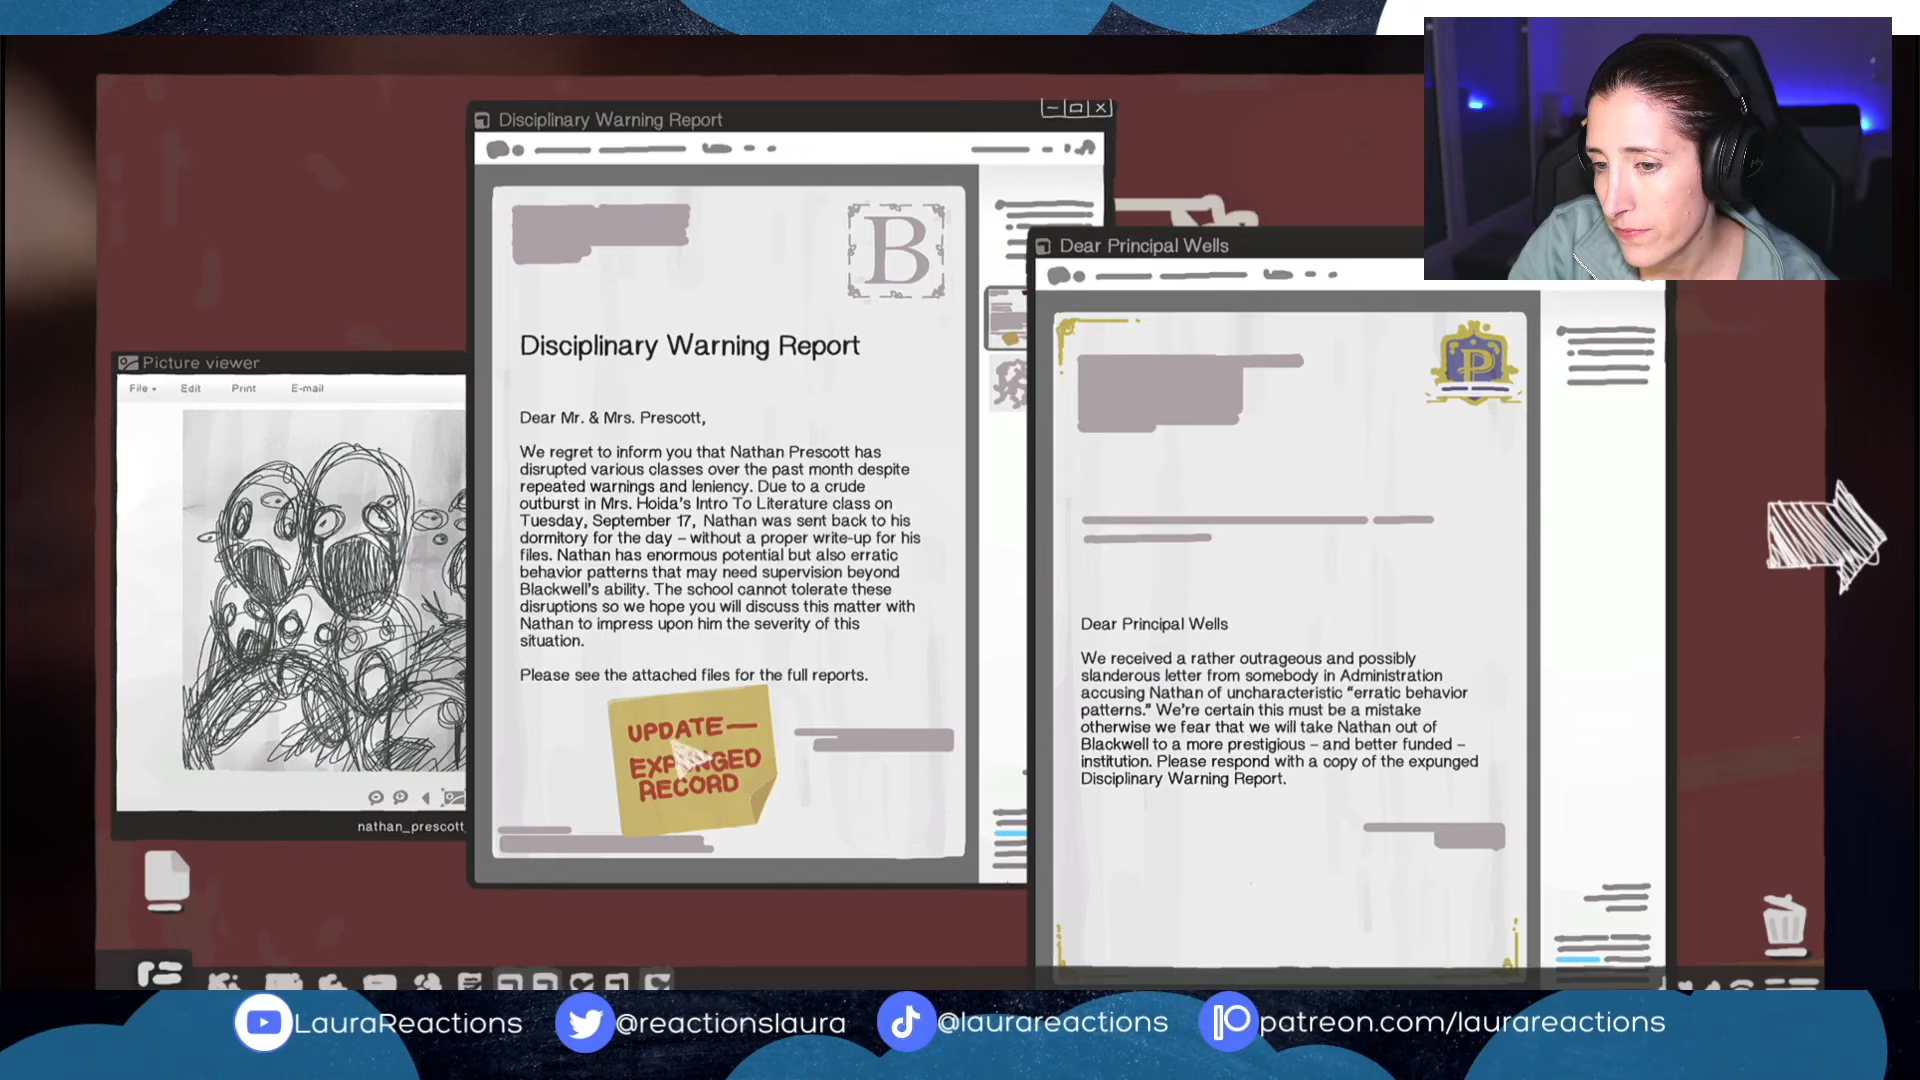 Disciplinary Warning Report
B
Disciplinary Warning Report
Dear Mr. & Mrs. Prescott,
We regret to inform you that Nathan Prescott has
disrupted various classes over the past month despite
repeated warnings and leniency. Due to a crude
outburst in Mrs. Hoida's Intro To Literature class on
Tuesday, September 17, Nathan was sent back to his
dormitory for the day – without a proper write-up for his
files. Nathan has enormous potential but also erratic
behavior patterns that may need supervision beyond
Blackwell's ability. The school cannot tolerate these
disruptions so we hope you will discuss this matter with
Nathan to impress upon him the severity of this
situation.
Please see the attached files for the full reports.
UPDATE—
EXPUNGED
RECORD
Dear Principal Wells
P
Dear Principal Wells
We received a rather outrageous and possibly
slanderous letter from somebody in Administration
accusing Nathan of uncharacteristic "erratic behavior
patterns." We're certain this must be a mistake
otherwise we fear that we will take Nathan out of
Blackwell to a more prestigious – and better funded –
institution. Please respond with a copy of the expunged
Disciplinary Warning Report.
Picture viewer
File Edit Print E-mail
nathan_prescott
LauraReactions @reactionslaura @laurareactions patreon.com/laurareactions